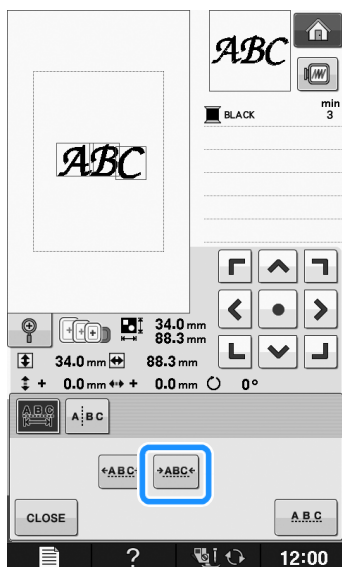 ABC
min
BLACK 3
ABC
34.0 mm
88.3 mm
34.0 mm 88.3 mm
+ 0.0 mm + 0.0 mm 0°
ABC
A BC
ABC ABC
CLOSE ABC
? 12:00